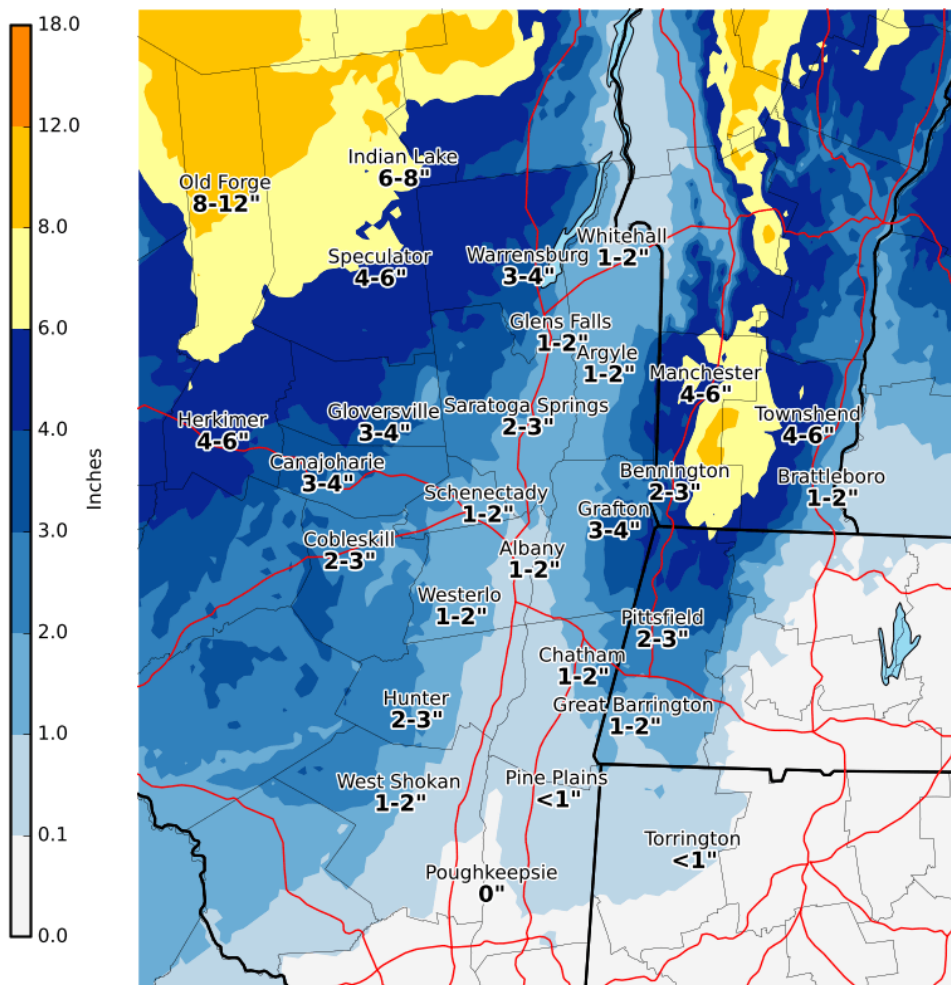 18.0
12.0
8.0
6.0
4.0
3.0
2.0
1.0
0.1
0.0
Inches
Indian Lake
6-8"
Old Forge
8-12"
Whitehall
1-2"
Speculator
4-6"
Warrensburg
3-4"
Glens Falls
1-2"
Argyle
1-2"
Manchester
4-6"
Herkimer
4-6"
Gloversville
3-4"
Saratoga Springs
2-3"
Townshend
4-6"
Canajoharie
3-4"
Bennington
2-3"
Brattleboro
1-2"
Schenectady
1-2"
Grafton
3-4"
Cobleskill
2-3"
Albany
1-2"
Westerlo
1-2"
Pittsfield
2-3"
Chatham
1-2"
Hunter
2-3"
Great Barrington
1-2"
West Shokan
1-2"
Pine Plains
<1"
Torrington
<1"
Poughkeepsie
0"